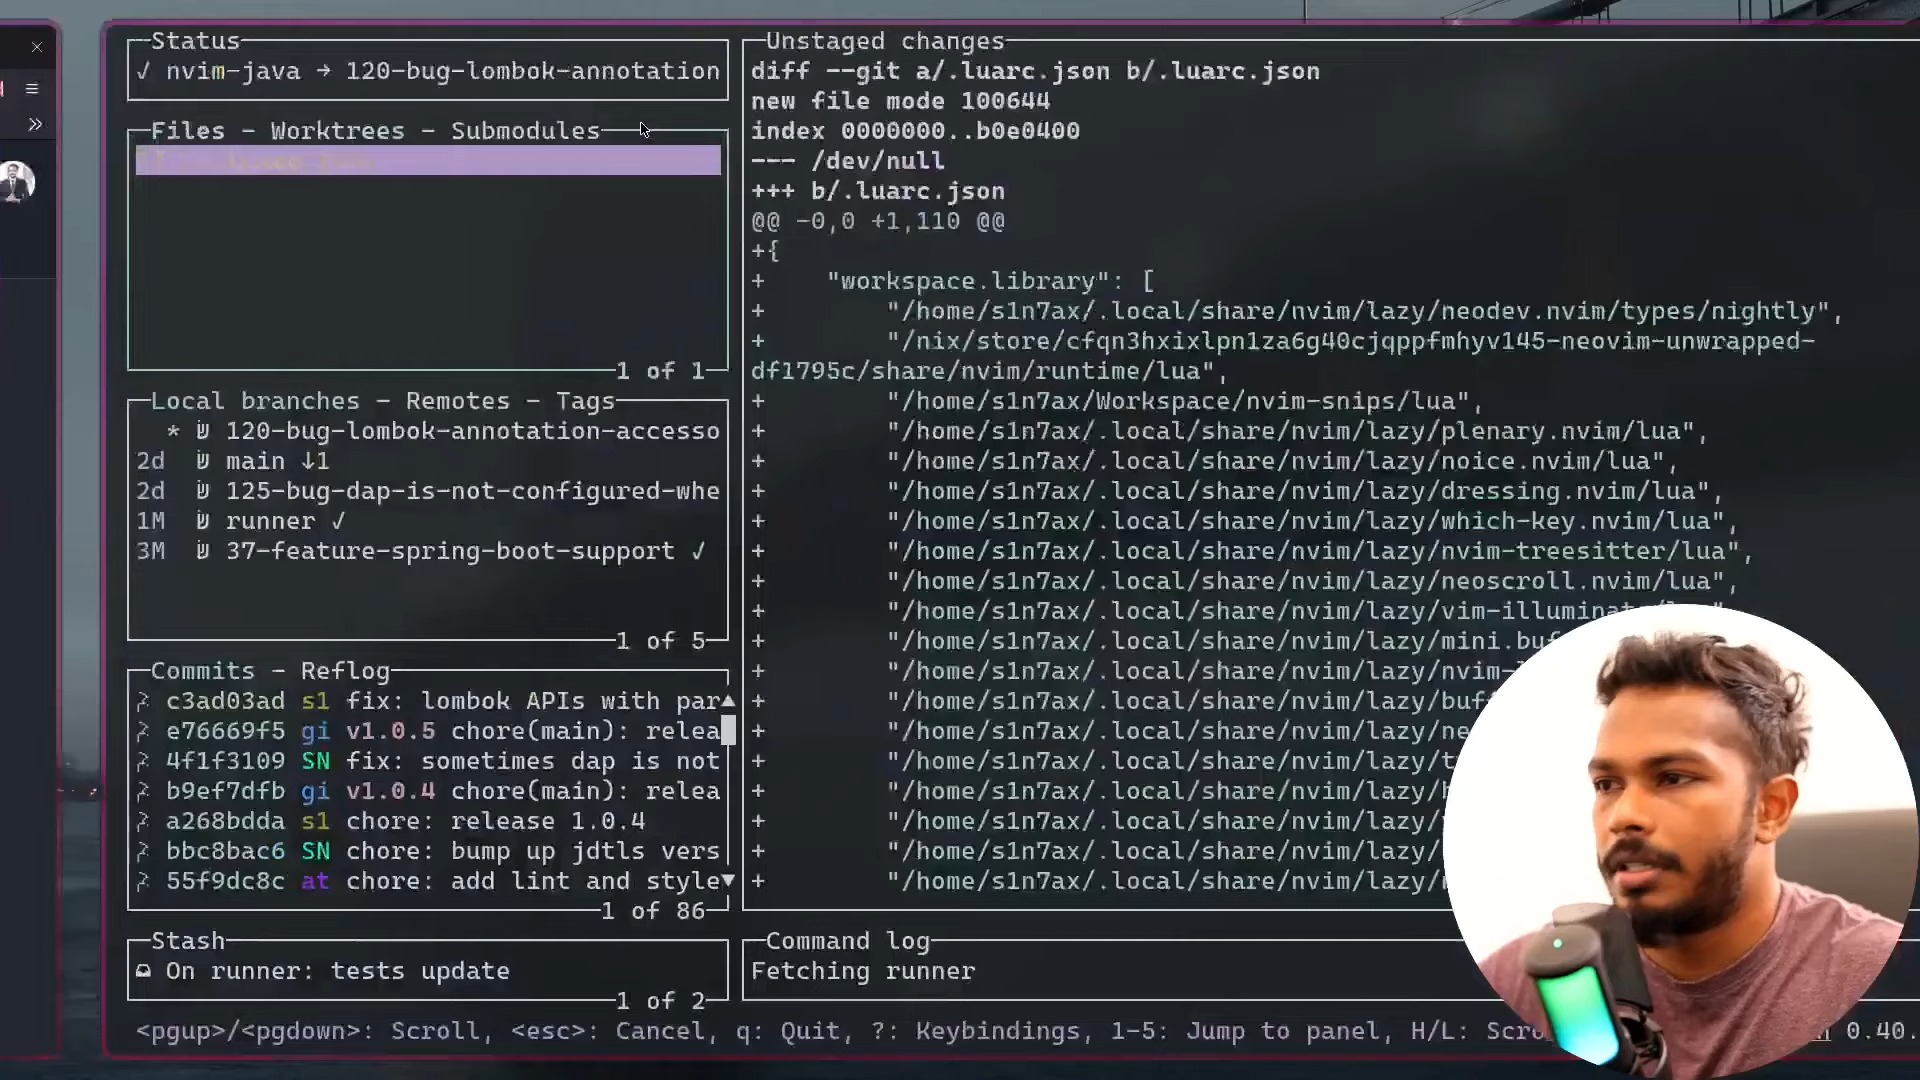 Status
✓ nvim-java → 120-bug-lombok-annotation
Files - Worktrees - Submodules
1 of 1
Local branches - Remotes - Tags
* 120-bug-lombok-annotation-accesso
2d main ↓1
2d 125-bug-dap-is-not-configured-whe
1M runner ✓
3M 37-feature-spring-boot-support ✓
1 of 5
Commits - Reflog
c3ad03ad s1 fix: lombok APIs with par
e76669f5 gi v1.0.5 chore(main): relea
4f1f3109 SN fix: sometimes dap is not
b9ef7dfb gi v1.0.4 chore(main): relea
a268bdda s1 chore: release 1.0.4
bbc8bac6 SN chore: bump up jdtls vers
55f9dc8c at chore: add lint and style
1 of 86
Stash
On runner: tests update
1 of 2
Unstaged changes
diff --git a/.luarc.json b/.luarc.json
new file mode 100644
index 0000000..b0e0400
--- /dev/null
+++ b/.luarc.json
@@ -0,0 +1,110 @@
+{
+ "workspace.library": [
+ "/home/s1n7ax/.local/share/nvim/lazy/neodev.nvim/types/nightly",
+ "/nix/store/cfqn3hxixlpn1za6g40cjqppfmhyv145-neovim-unwrapped-
df1795c/share/nvim/runtime/lua",
+ "/home/s1n7ax/Workspace/nvim-snips/lua",
+ "/home/s1n7ax/.local/share/nvim/lazy/plenary.nvim/lua",
+ "/home/s1n7ax/.local/share/nvim/lazy/noice.nvim/lua",
+ "/home/s1n7ax/.local/share/nvim/lazy/dressing.nvim/lua",
+ "/home/s1n7ax/.local/share/nvim/lazy/which-key.nvim/lua",
+ "/home/s1n7ax/.local/share/nvim/lazy/nvim-treesitter/lua",
+ "/home/s1n7ax/.local/share/nvim/lazy/neoscroll.nvim/lua",
+ "/home/s1n7ax/.local/share/nvim/lazy/vim-illuminate/lua",
+ "/home/s1n7ax/.local/share/nvim/lazy/mini.buf
+ "/home/s1n7ax/.local/share/nvim/lazy/nvim-
+ "/home/s1n7ax/.local/share/nvim/lazy/buf
+ "/home/s1n7ax/.local/share/nvim/lazy/ne
+ "/home/s1n7ax/.local/share/nvim/lazy/t
+ "/home/s1n7ax/.local/share/nvim/lazy/
+ "/home/s1n7ax/.local/share/nvim/lazy/
+ "/home/s1n7ax/.local/share/nvim/lazy/
+ "/home/s1n7ax/.local/share/nvim/lazy/
Command log
Fetching runner
<pgup>/<pgdown>: Scroll, <esc>: Cancel, q: Quit, ?: Keybindings, 1-5: Jump to panel, H/L: Scro 0.40.